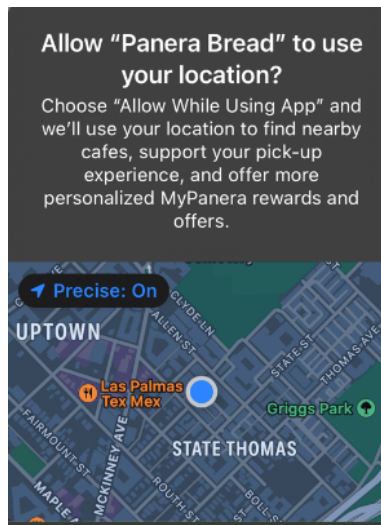 Allow “Panera Bread” to use
your location?
Choose “Allow While Using App” and
we’ll use your location to find nearby
cafes, support your pick-up
experience, and offer more
personalized MyPanera rewards and
offers.
Precise: On
CLYDE LN
ALLEN ST
UPTOWN
STATE ST
THOMAS AVE
Las Palmas
Tex Mex
Griggs Park
FAIRMOUNT ST
MCKINNEY AVE
STATE THOMAS
MAPLE A
ROUTH ST
BOLL S